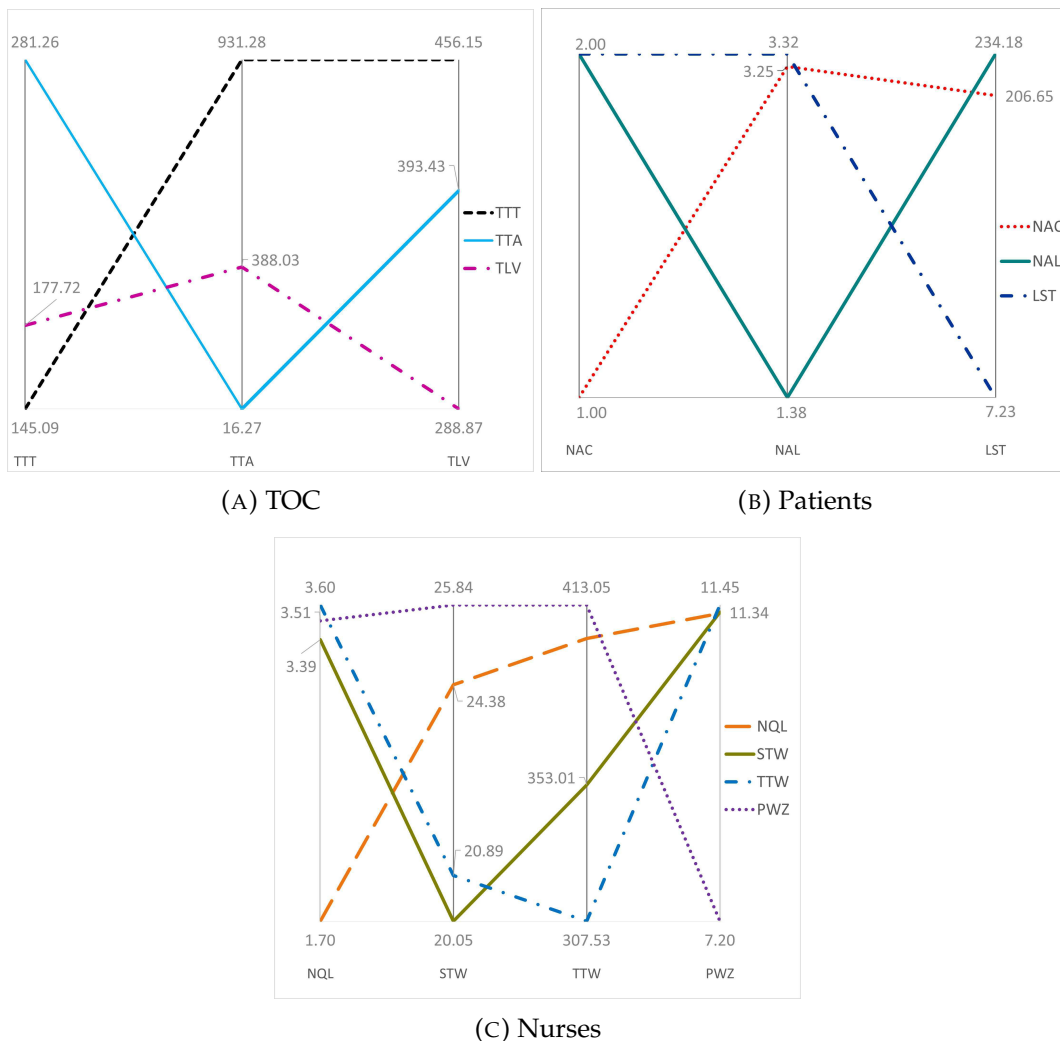 281.26
931.28
456.15
393.43
388.03
177.72
TTT
TTA
TLV
145.09
16.27
288.87
TTT
TTA
TLV
(A) TOC
2.00
3.32
234.18
3.25
206.65
NAC
NAL
LST
1.00
1.38
7.23
NAC
NAL
LST
(B) Patients
3.60
25.84
413.05
11.45
3.51
11.34
3.39
24.38
353.01
20.89
NQL
STW
TTW
PWZ
1.70
20.05
307.53
7.20
NQL
STW
TTW
PWZ
(C) Nurses